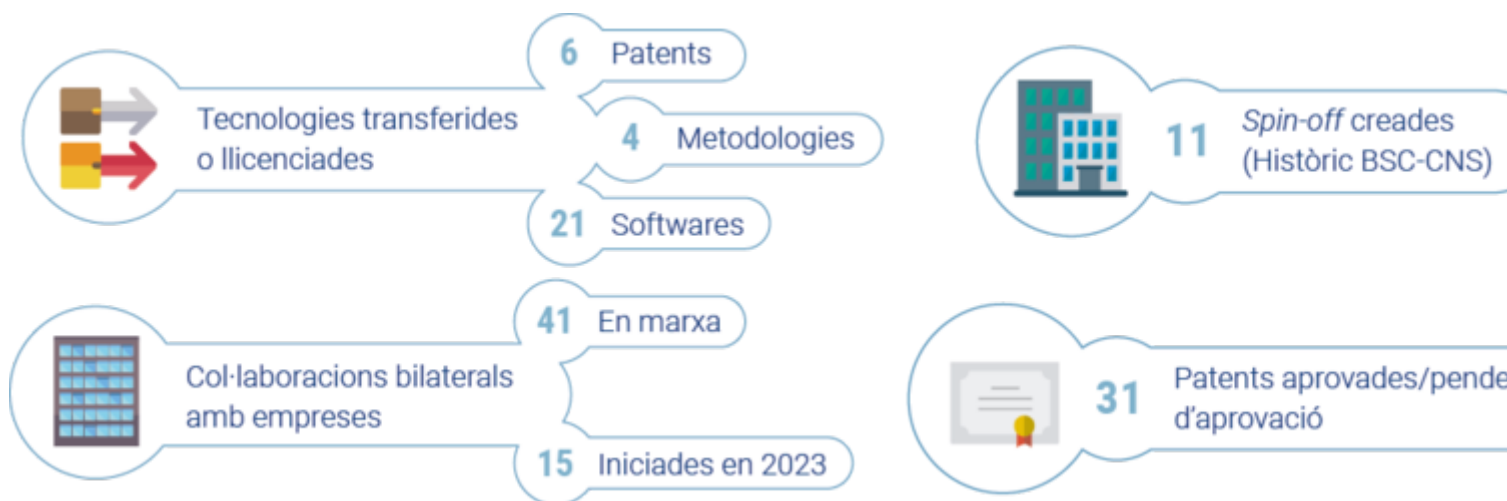 Tecnologies transferides
o llicenciades
6 Patents
4 Metodologies
21 Softwares
11
Spin-off creades
(Històric BSC-CNS)
Col·laboracions bilaterals
amb empreses
41 En marxa
15 Iniciades en 2023
31
Patents aprovades/pende
d'aprovació